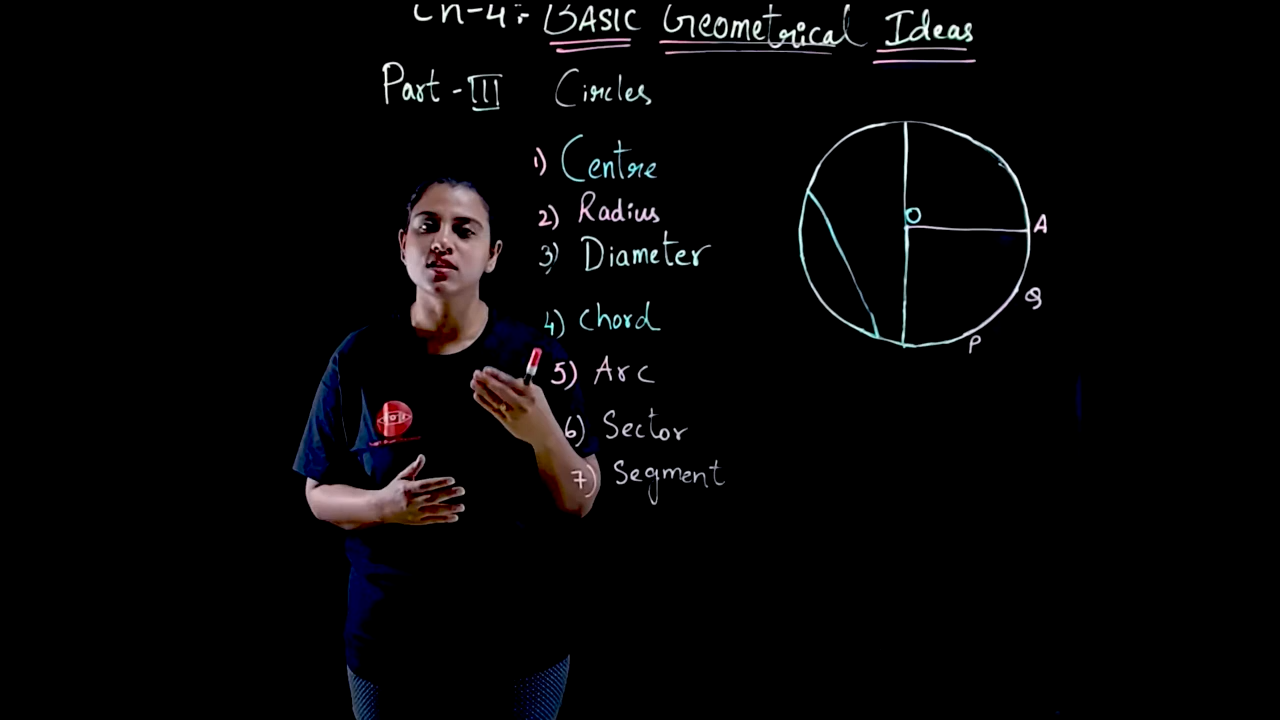 Ch-4:- BASIC Geometrical Ideas
Part - III Circles
1) Centre
2) Radius
3) Diameter
4) Chord
5) Arc
6) Sector
7) Segment
O
A
Q
P